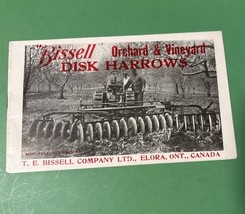 "Bissell" Orchard & Vineyard
DISK HARROWS
T. E. BISSELL COMPANY LTD., ELORA, ONT., CANADA